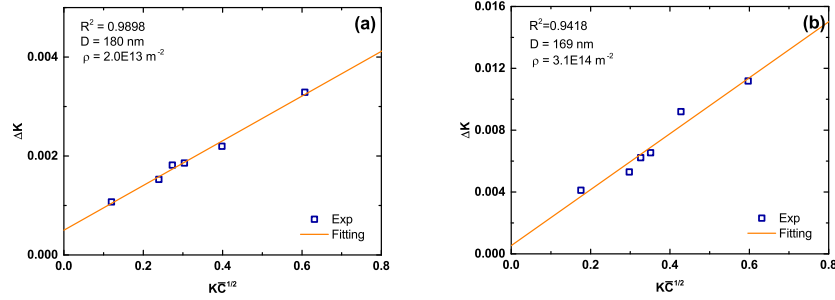 (a)
R² = 0.9898
D = 180 nm
ρ = 2.0E13 m⁻²
0.004
0.002
0.000
ΔK
Exp
Fitting
0.0 0.2 0.4 0.6 0.8
KC̅^1/2
(b)
R²=0.9418
D = 169 nm
ρ = 3.1E14 m⁻²
0.016
0.012
0.008
0.004
0.000
ΔK
Exp
Fitting
0.0 0.2 0.4 0.6 0.8
KC̅^1/2